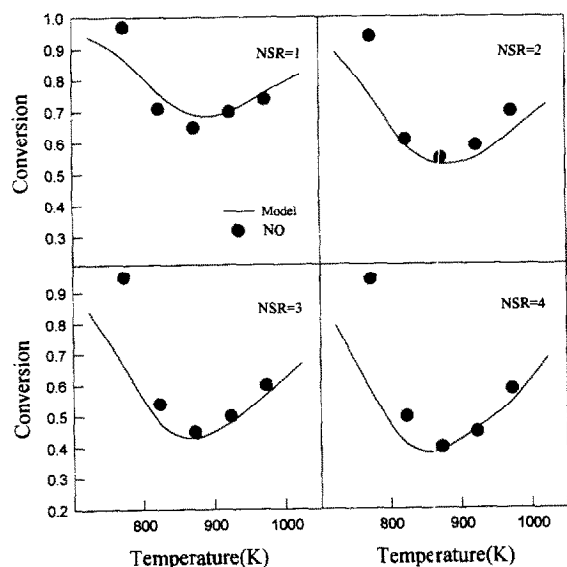 1.0
0.9
0.8
0.7
0.6
0.5
0.4
0.3
Conversion
NSR=1
Model
NO
NSR=2
0.9
0.8
0.7
0.6
0.5
0.4
0.3
0.2
Conversion
NSR=3
NSR=4
800 900 1000
800 900 1000
Temperature(K)
Temperature(K)